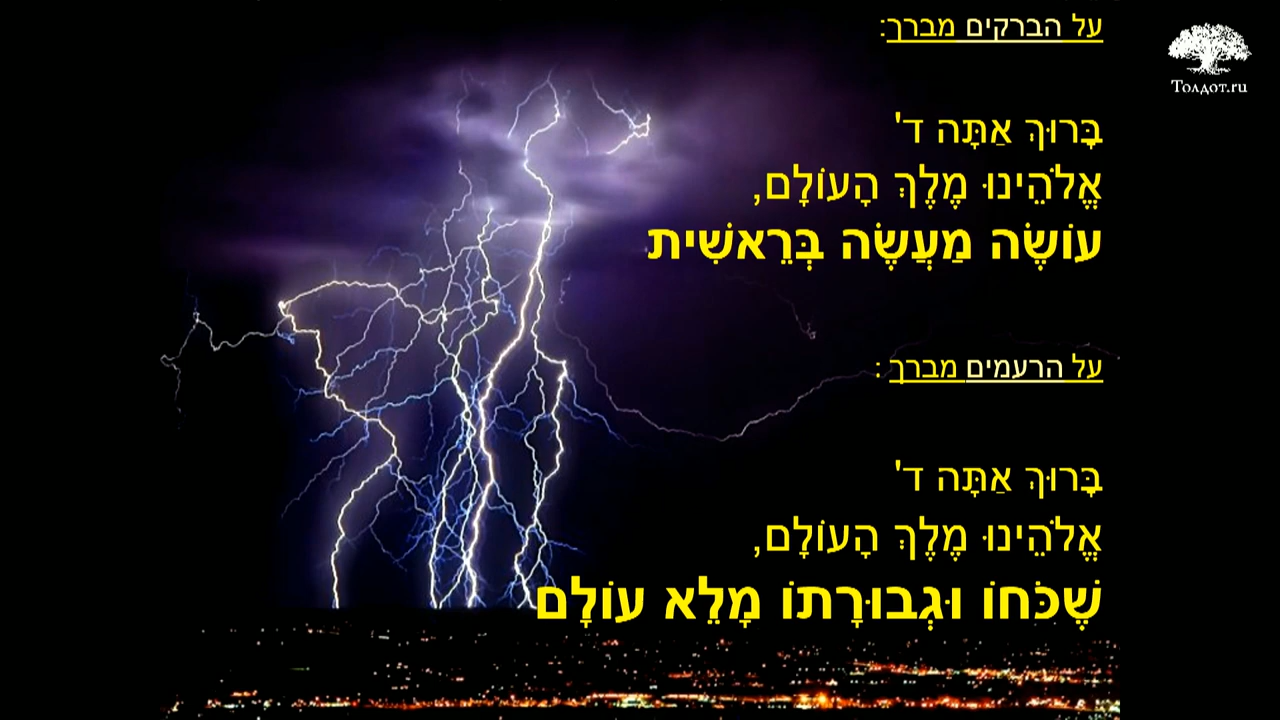 על הברקים מברך:
בָּרוּךְ אַתָּה ד'
אֱלֹהֵינוּ מֶלֶךְ הָעוֹלָם,
עוֹשֶׂה מַעֲשֶׂה בְּרֵאשִׁית
על הרעמים מברך :
בָּרוּךְ אַתָּה ד'
אֱלֹהֵינוּ מֶלֶךְ הָעוֹלָם,
שֶׁכֹּחוֹ וּגְבוּרָתוֹ מָלֵא עוֹלָם
Толдот.ru